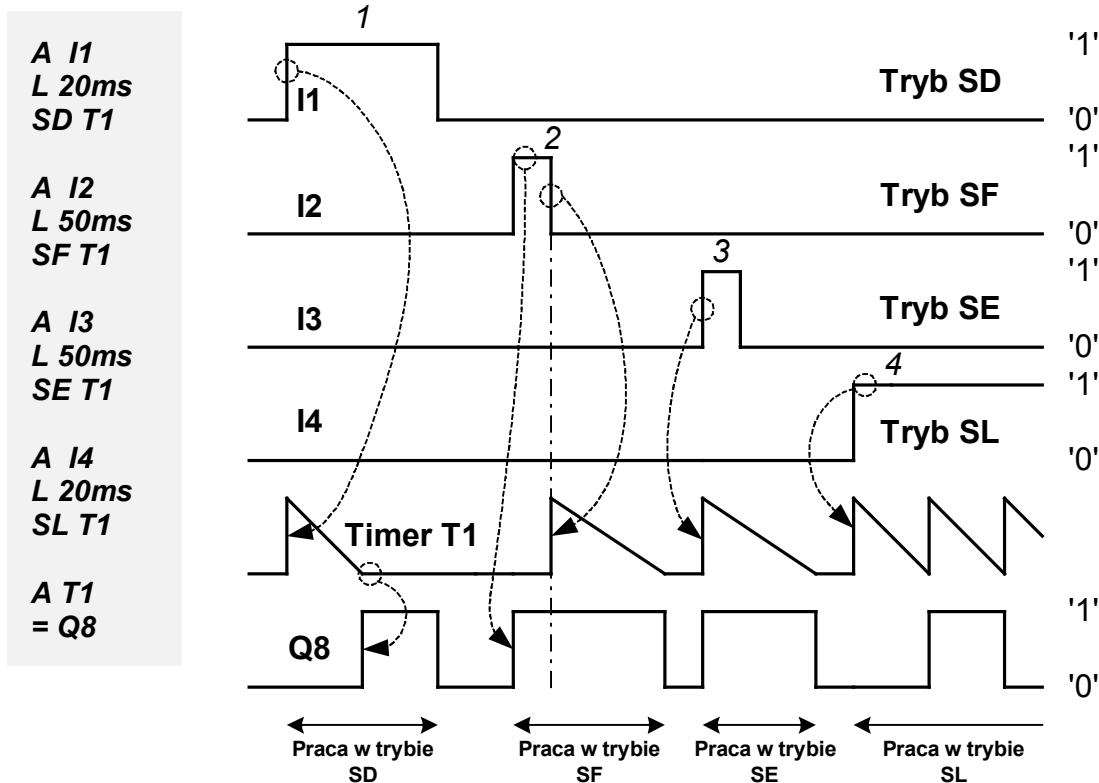 A I1
L 20ms
SD T1
A I2
L 50ms
SF T1
A I3
L 50ms
SE T1
A I4
L 20ms
SL T1
A T1
= Q8
1
'1'
I1
Tryb SD
'0'
2
'1'
I2
Tryb SF
'0'
3
'1'
I3
Tryb SE
'0'
4
'1'
I4
Tryb SL
'0'
Timer T1
'1'
Q8
'0'
Praca w trybie
SD
Praca w trybie
SF
Praca w trybie
SE
Praca w trybie
SL